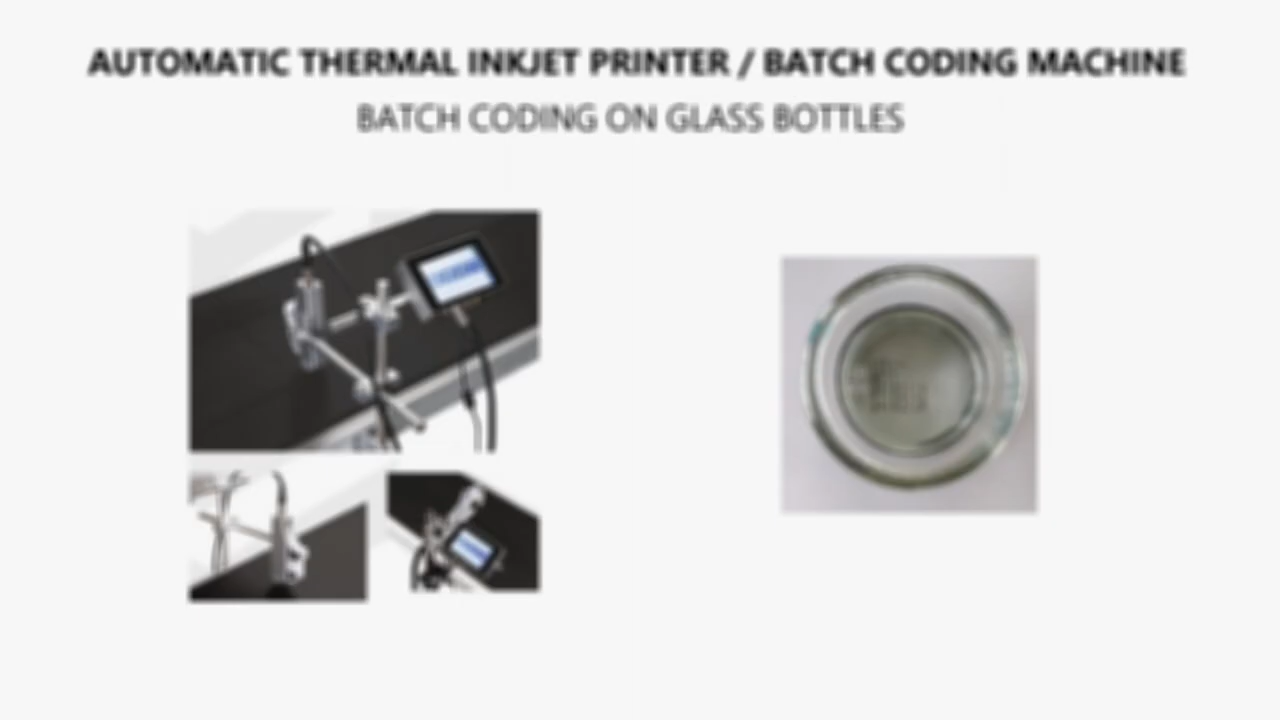 AUTOMATIC THERMAL INKJET PRINTER / BATCH CODING MACHINE
BATCH CODING ON GLASS BOTTLES